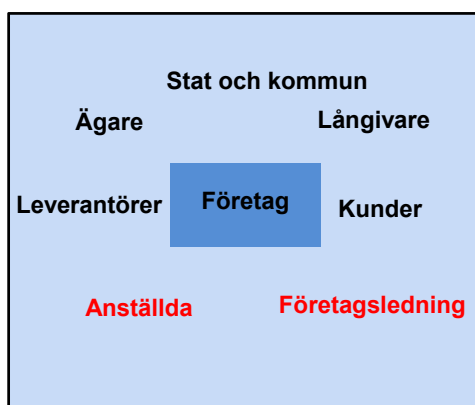 Stat och kommun
Ägare
Långivare
Leverantörer
Företag
Kunder
Anställda
Företagsledning